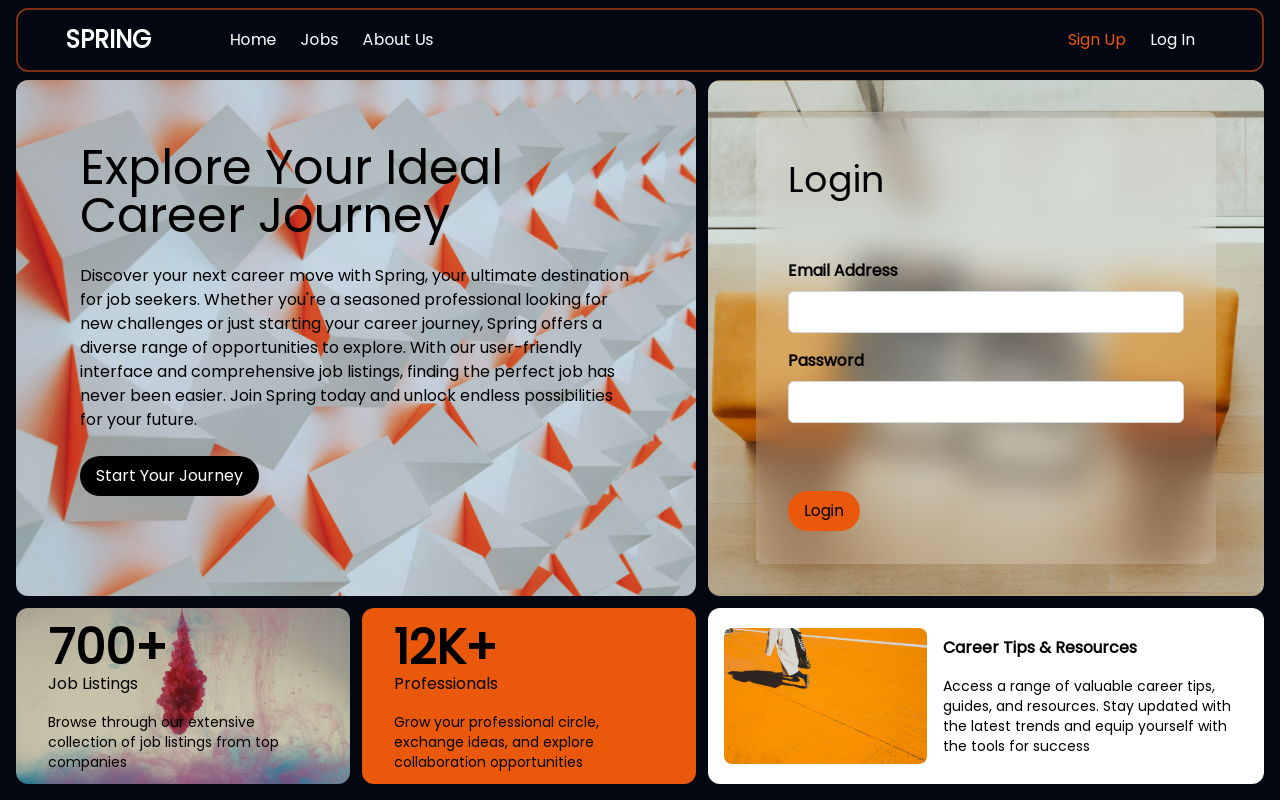 SPRING
Home
Jobs
About Us
Sign Up
Log In
Explore Your Ideal
Career Journey
Discover your next career move with Spring, your ultimate destination
for job seekers. Whether you're a seasoned professional looking for
new challenges or just starting your career journey, Spring offers a
diverse range of opportunities to explore. With our user-friendly
interface and comprehensive job listings, finding the perfect job has
never been easier. Join Spring today and unlock endless possibilities
for your future.
Start Your Journey
Login
Email Address
Password
Login
700+
Job Listings
Browse through our extensive
collection of job listings from top
companies
12K+
Professionals
Grow your professional circle,
exchange ideas, and explore
collaboration opportunities
Career Tips & Resources
Access a range of valuable career tips,
guides, and resources. Stay updated with
the latest trends and equip yourself with
the tools for success